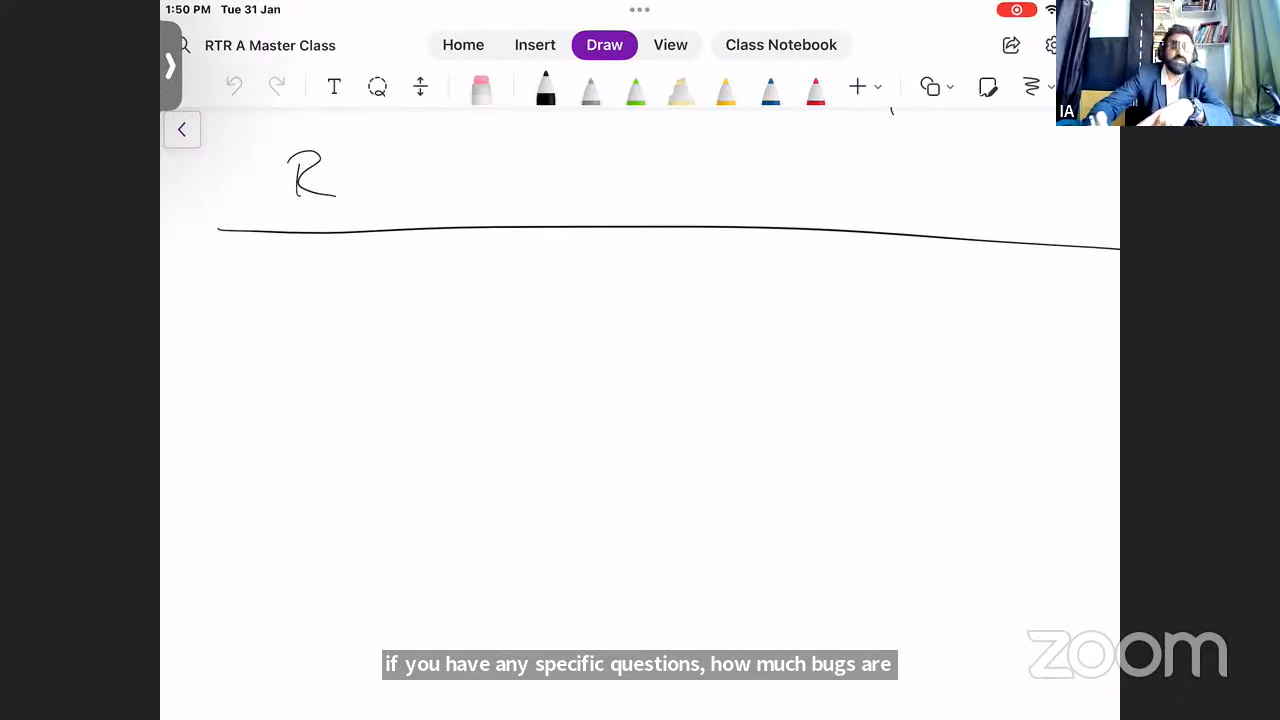 1:50 PM Tue 31 Jan
RTR A Master Class
Home Insert Draw View Class Notebook
T
IA
R
if you have any specific questions, how much bugs are
zoom